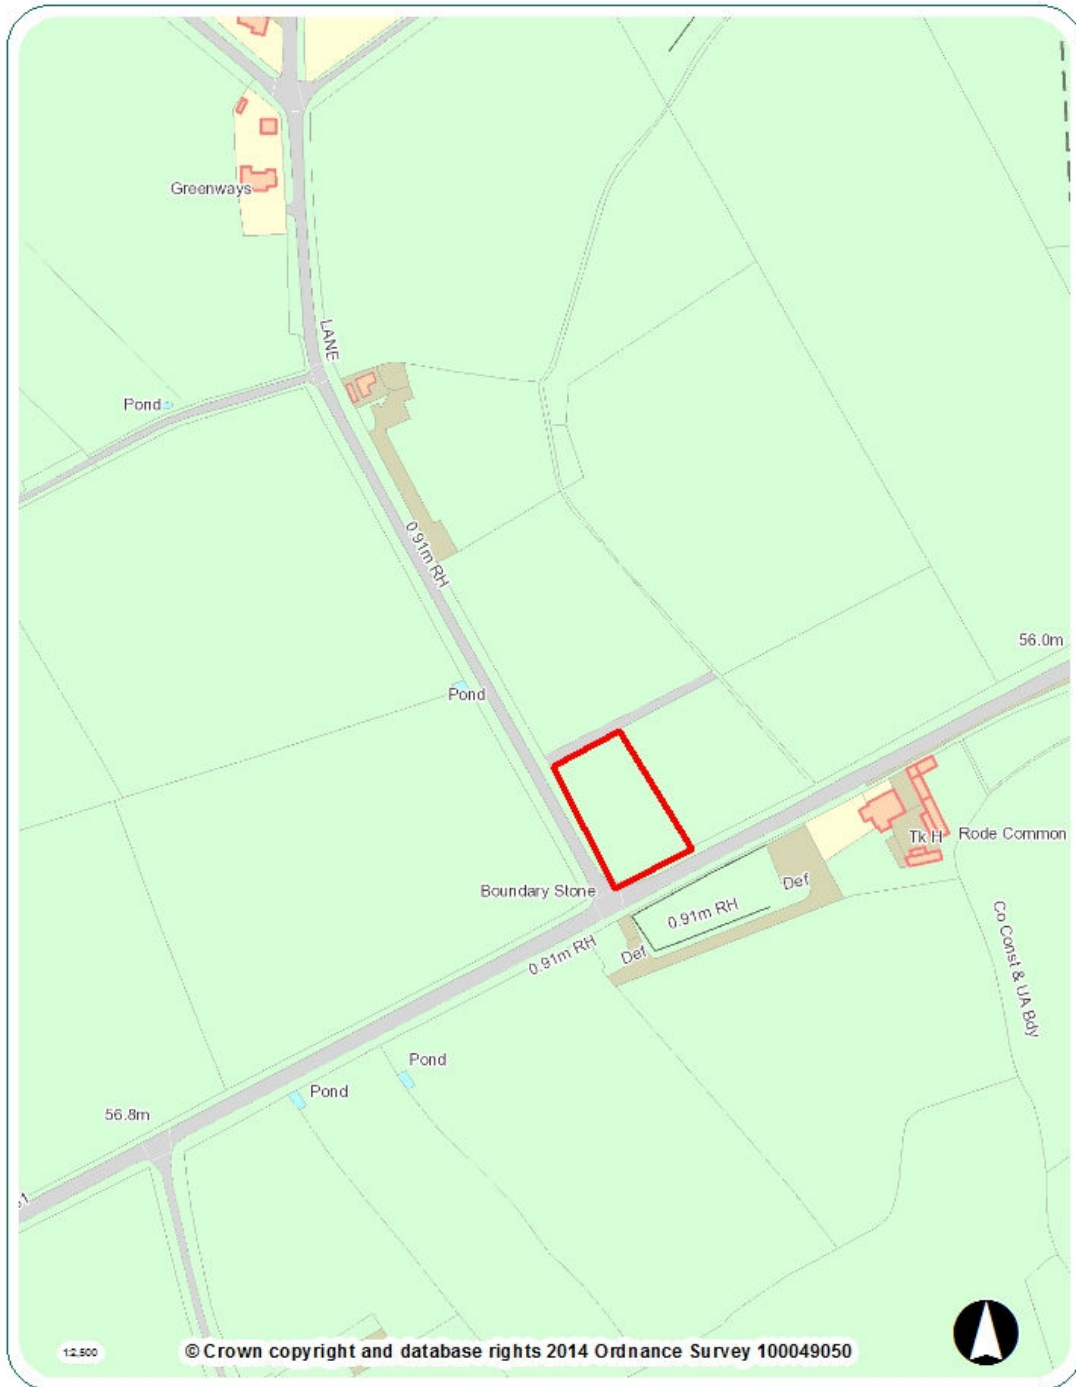 Greenways
LANE
Pond
0.91m RH
56.0m
Pond
Tk H
Rode Common
Def
Boundary Stone
0.91m RH
Def
0.91m RH
Co Const & UA Bdy
Pond
Pond
56.8m
1:2,500
© Crown copyright and database rights 2014 Ordnance Survey 100049050